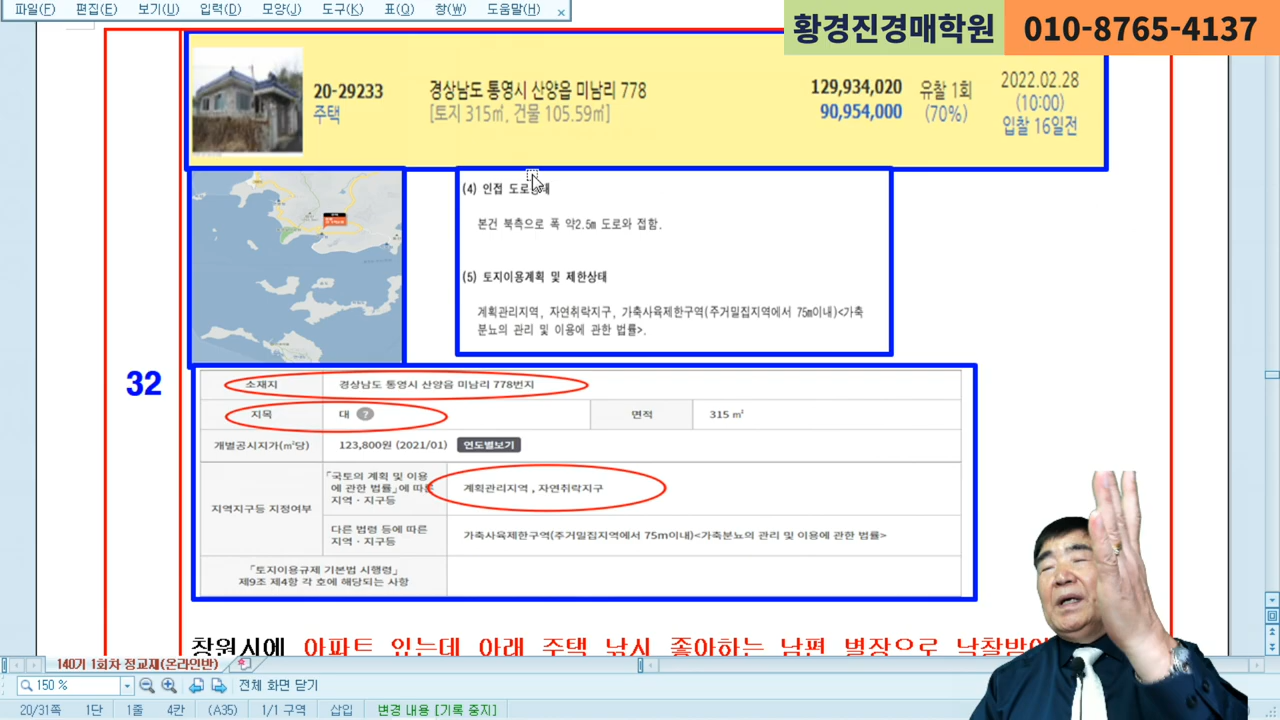 파일(F) 편집(E) 보기(U) 입력(D) 모양(J) 도구(K) 표(Q) 창(W) 도움말(H)
황경진경매학원 010-8765-4137
20-29233
주택
경상남도 통영시 산양읍 미남리 778
[토지 315㎡, 건물 105.59㎡]
129,934,020
90,954,000
유찰 1회
(70%)
2022.02.28
(10:00)
입찰 16일전
(4) 인접 도로상태
본건 북측으로 폭 약2.5m 도로와 접함.
(5) 토지이용계획 및 제한상태
계획관리지역, 자연취락지구, 가축사육제한구역(주거밀집지역에서 75m이내)<가축
분뇨의 관리 및 이용에 관한 법률>.
32
소재지 경상남도 통영시 산양읍 미남리 778번지
지목 대 ? 면적 315 ㎡
개별공시지가(㎡당) 123,800원 (2021/01) 연도별보기
지역지구등 지정여부
「국토의 계획 및 이용
에 관한 법률」에 따른
지역ㆍ지구등
계획관리지역 , 자연취락지구
다른 법령 등에 따른
지역ㆍ지구등
가축사육제한구역(주거밀집지역에서 75m이내)<가축분뇨의 관리 및 이용에 관한 법률>
「토지이용규제 기본법 시행령」
제9조 제4항 각 호에 해당되는 사항
창원시에 아파트 있는데 아래 주택 낚시 좋아하는 남편 별장으로 낙찰받아
140기 1회차 정교재(온라인반)
150 % 전체 화면 닫기
20/31쪽 1단 1줄 4칸 (A35) 1/1 구역 삽입 변경 내용 [기록 중지]